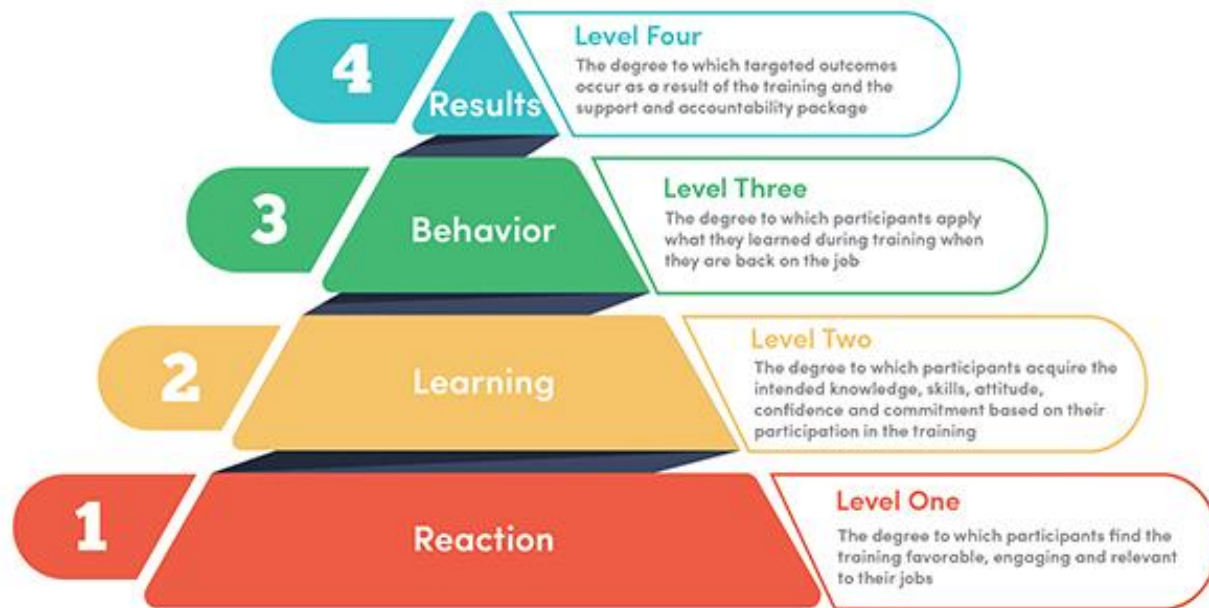 4
Results
Level Four
The degree to which targeted outcomes
occur as a result of the training and the
support and accountability package
3
Behavior
Level Three
The degree to which participants apply
what they learned during training when
they are back on the job
2
Learning
Level Two
The degree to which participants acquire the
intended knowledge, skills, attitude,
confidence and commitment based on their
participation in the training
1
Reaction
Level One
The degree to which participants find the
training favorable, engaging and relevant
to their jobs